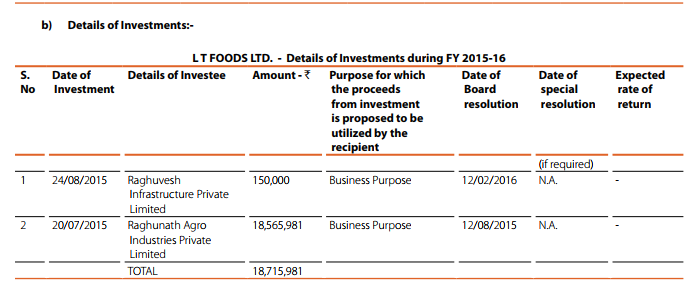 b) Details of Investments:-
L T FOODS LTD. - Details of Investments during FY 2015-16
S. No Date of Investment Details of Investee Amount - ₹ Purpose for which the proceeds from investment is proposed to be utilized by the recipient Date of Board resolution Date of special resolution Expected rate of return
(if required)
1 24/08/2015 Raghuvesh Infrastructure Private Limited 150,000 Business Purpose 12/02/2016 N.A. -
2 20/07/2015 Raghunath Agro Industries Private Limited 18,565,981 Business Purpose 12/08/2015 N.A. -
TOTAL 18,715,981